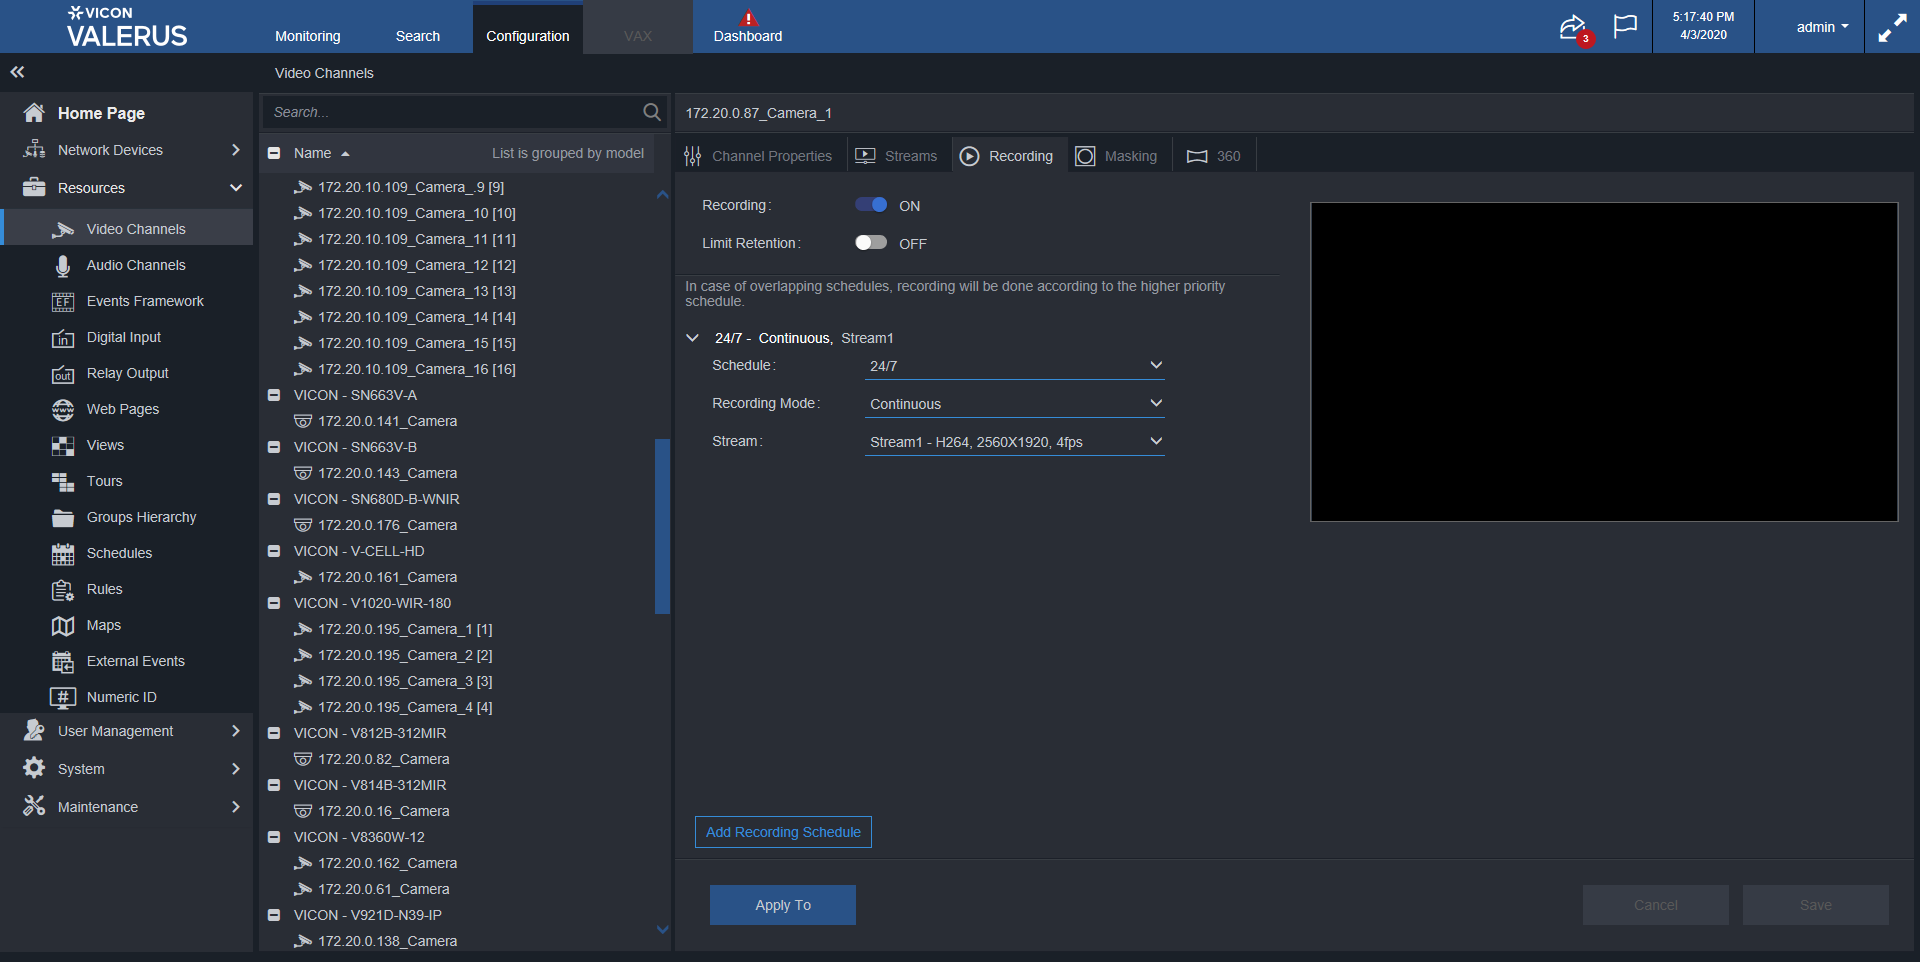 VICON
VALERUS
Monitoring
Search
Configuration
VAX
Dashboard
3
5:17:40 PM
4/3/2020
admin
Video Channels
Home Page
Network Devices
Resources
Video Channels
Audio Channels
EF
Events Framework
in
Digital Input
out
Relay Output
www
Web Pages
Views
Tours
Groups Hierarchy
Schedules
Rules
Maps
External Events
#
Numeric ID
User Management
System
Maintenance
Search...
Name
List is grouped by model
172.20.10.109_Camera_.9 [9]
172.20.10.109_Camera_10 [10]
172.20.10.109_Camera_11 [11]
172.20.10.109_Camera_12 [12]
172.20.10.109_Camera_13 [13]
172.20.10.109_Camera_14 [14]
172.20.10.109_Camera_15 [15]
172.20.10.109_Camera_16 [16]
VICON - SN663V-A
172.20.0.141_Camera
VICON - SN663V-B
172.20.0.143_Camera
VICON - SN680D-B-WNIR
172.20.0.176_Camera
VICON - V-CELL-HD
172.20.0.161_Camera
VICON - V1020-WIR-180
172.20.0.195_Camera_1 [1]
172.20.0.195_Camera_2 [2]
172.20.0.195_Camera_3 [3]
172.20.0.195_Camera_4 [4]
VICON - V812B-312MIR
172.20.0.82_Camera
VICON - V814B-312MIR
172.20.0.16_Camera
VICON - V8360W-12
172.20.0.162_Camera
172.20.0.61_Camera
VICON - V921D-N39-IP
172.20.0.138_Camera
172.20.0.87_Camera_1
Channel Properties
Streams
Recording
Masking
360
Recording:
ON
Limit Retention:
OFF
In case of overlapping schedules, recording will be done according to the higher priority
schedule.
24/7 - Continuous, Stream1
Schedule:
24/7
Recording Mode:
Continuous
Stream:
Stream1 - H264, 2560X1920, 4fps
Add Recording Schedule
Apply To
Cancel
Save